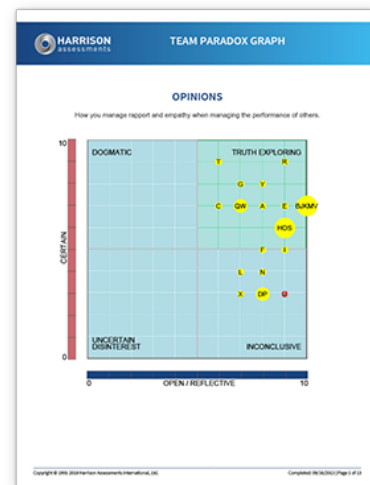 HARRISON
assessments
TEAM PARADOX GRAPH
OPINIONS
How you manage rapport and empathy when managing the performance of others.
10
DOGMATIC
TRUTH EXPLORING
T
R
G
Y
C
QW
A
E
BJKMV
HOS
CERTAIN
F
I
L
N
X
DP
UNCERTAIN
DISINTEREST
INCONCLUSIVE
0
0
OPEN / REFLECTIVE
10